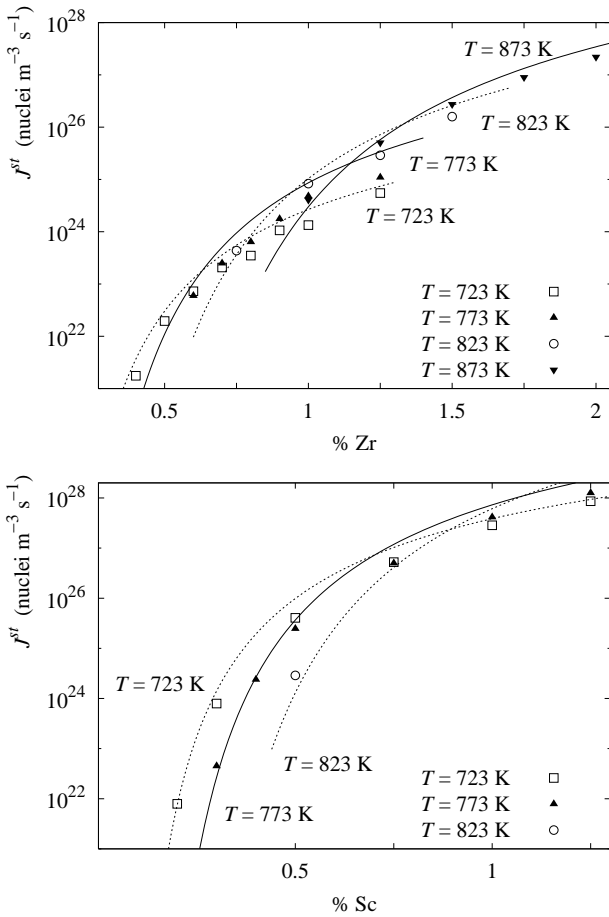 10^28
10^26
10^24
10^22
J^st (nuclei m^−3 s^−1)
T = 873 K
T = 823 K
T = 773 K
T = 723 K
T = 723 K
T = 773 K
T = 823 K
T = 873 K
0.5 1 1.5 2
% Zr
10^28
10^26
10^24
10^22
J^st (nuclei m^−3 s^−1)
T = 723 K
T = 823 K
T = 773 K
T = 723 K
T = 773 K
T = 823 K
0.5 1
% Sc